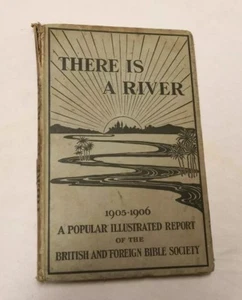 THERE IS
A RIVER
1905-1906
A POPULAR ILLUSTRATED REPORT
OF THE
BRITISH AND FOREIGN BIBLE SOCIETY